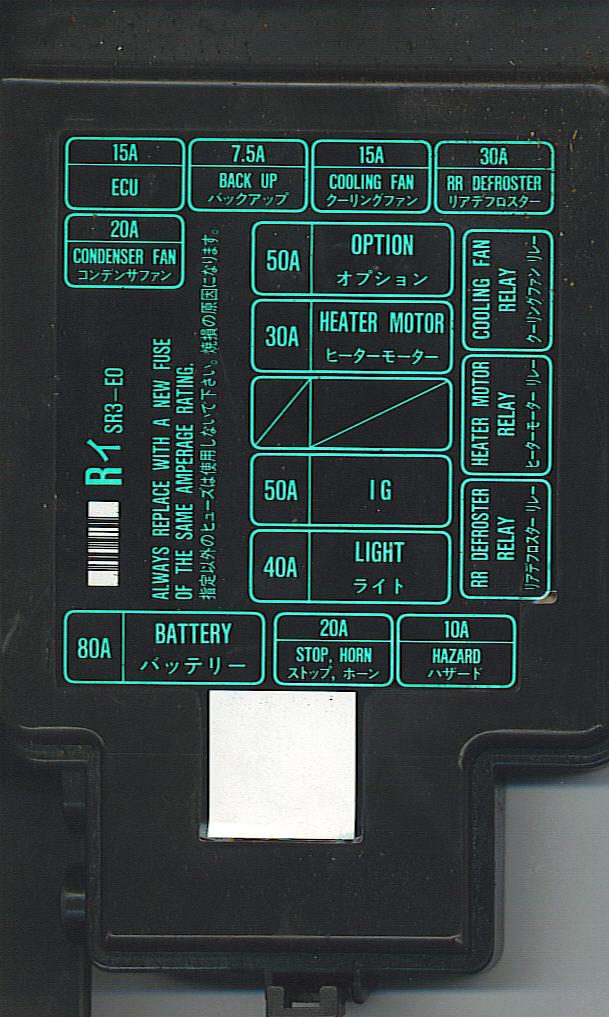 15A
ECU
7.5A
BACK UP
バックアップ
15A
COOLING FAN
クーリングファン
30A
RR DEFROSTER
リアデフロスター
20A
CONDENSER FAN
コンデンサファン
50A
OPTION
オプション
COOLING FAN
RELAY
クーリングファン リレー
30A
HEATER MOTOR
ヒーターモーター
HEATER MOTOR
RELAY
ヒーターモーター リレー
50A
IG
RR DEFROSTER
RELAY
リアデフロスター リレー
40A
LIGHT
ライト
Rイ SR3-E0
ALWAYS REPLACE WITH A NEW FUSE
OF THE SAME AMPERAGE RATING.
指定以外のヒューズは使用しないで下さい。焼損の原因になります。
80A
BATTERY
バッテリー
20A
STOP, HORN
ストップ, ホーン
10A
HAZARD
ハザード